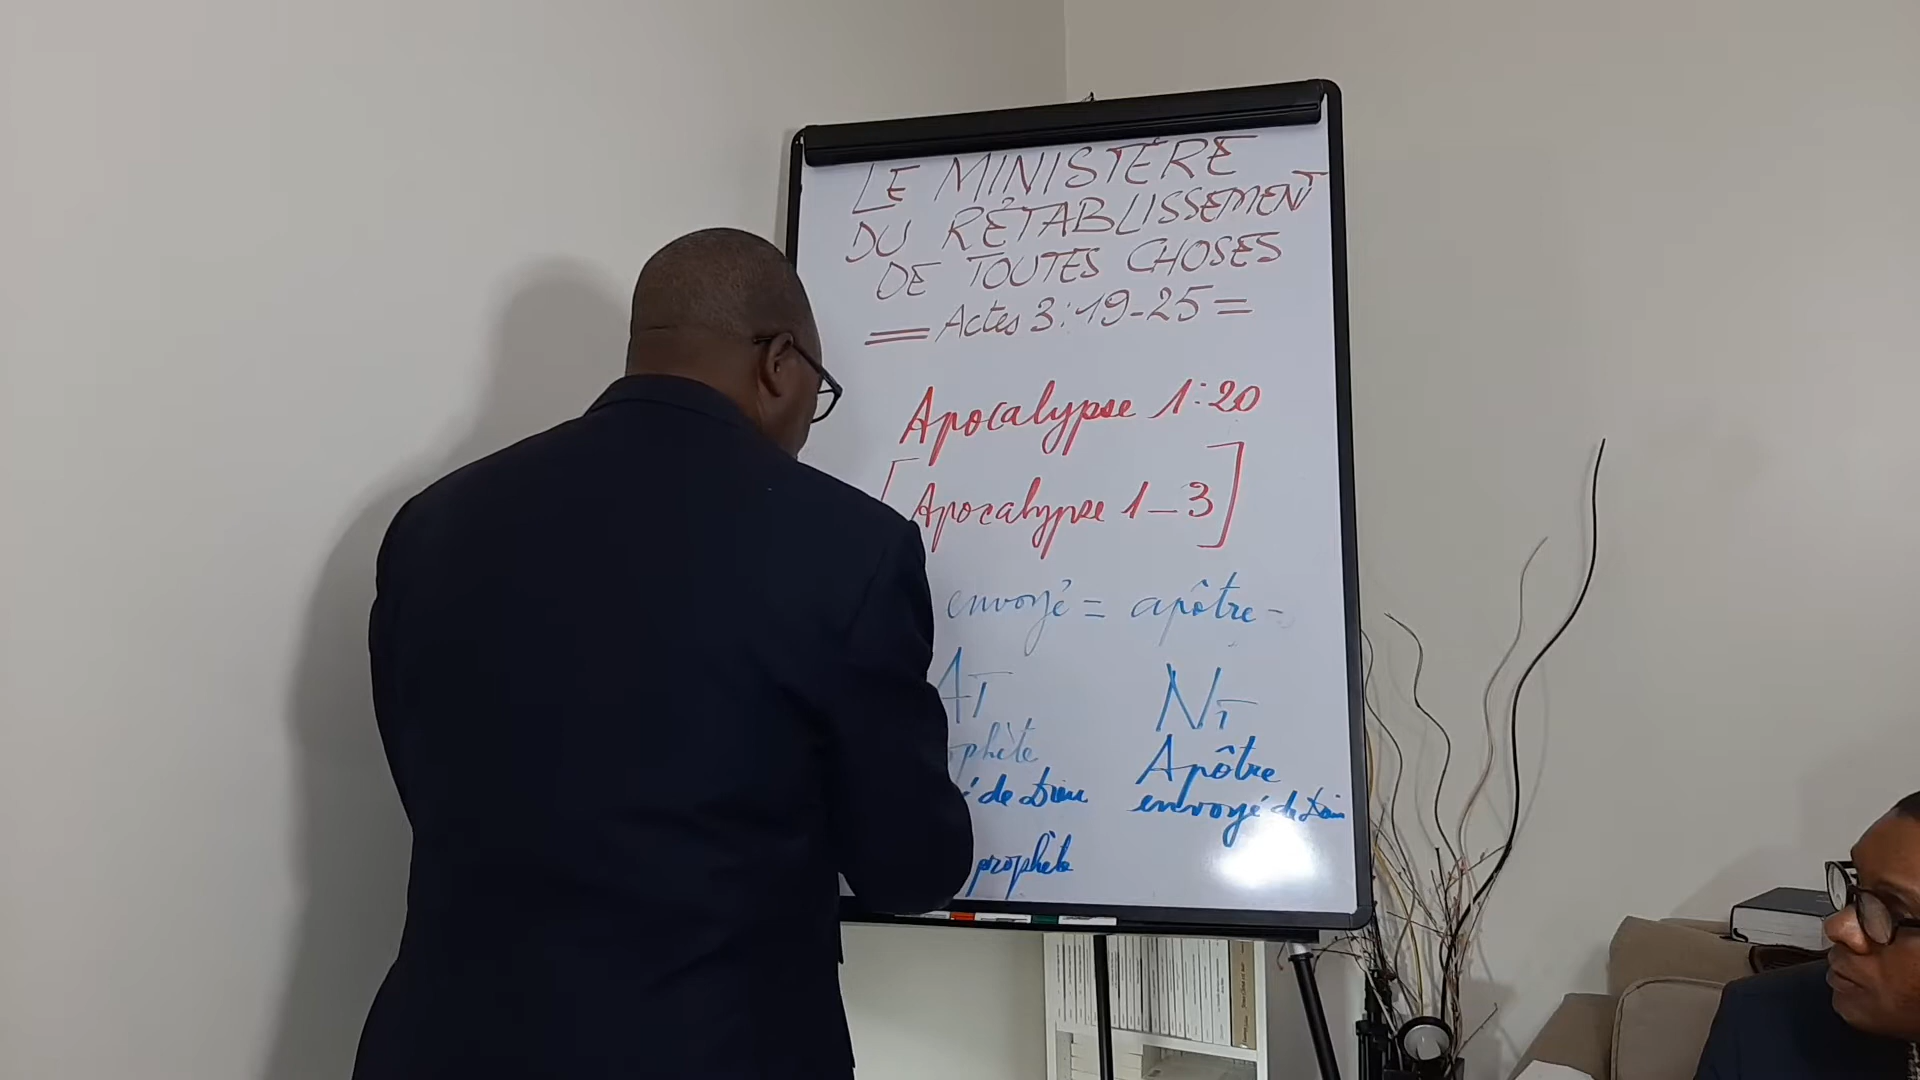 LE MINISTÈRE
DU RÉTABLISSEMENT
DE TOUTES CHOSES
= Actes 3:19-25 =
Apocalypse 1:20
[Apocalypse 1-3]
envoyé = apôtre =
AT NT
ophète Apôtre
é de Dieu envoyé de Dieu
prophète